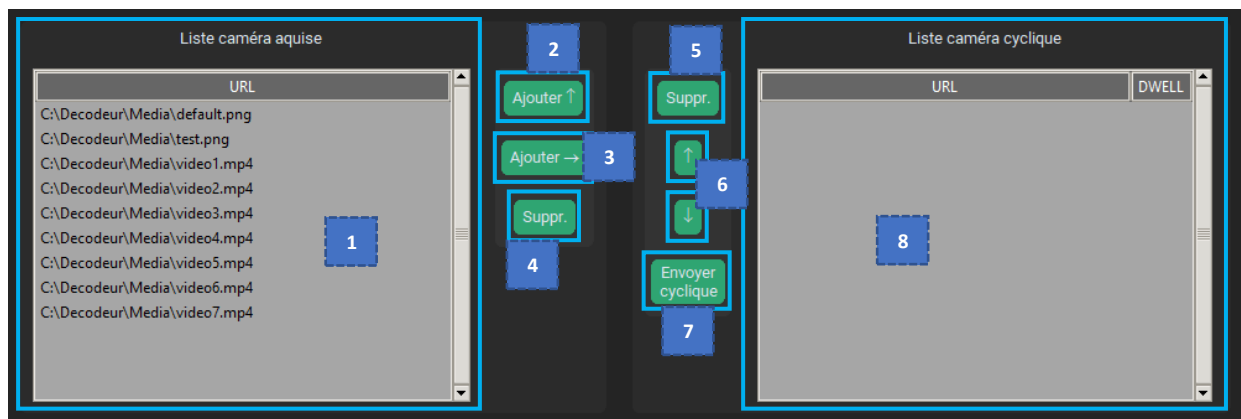 Liste caméra aquise
URL
C:\Decodeur\Media\default.png
C:\Decodeur\Media\test.png
C:\Decodeur\Media\video1.mp4
C:\Decodeur\Media\video2.mp4
C:\Decodeur\Media\video3.mp4
C:\Decodeur\Media\video4.mp4
C:\Decodeur\Media\video5.mp4
C:\Decodeur\Media\video6.mp4
C:\Decodeur\Media\video7.mp4
1
2
Ajouter ↑
Ajouter →
3
Suppr.
4
5
Suppr.
↑
6
↓
Envoyer
cyclique
7
Liste caméra cyclique
URL DWELL
8